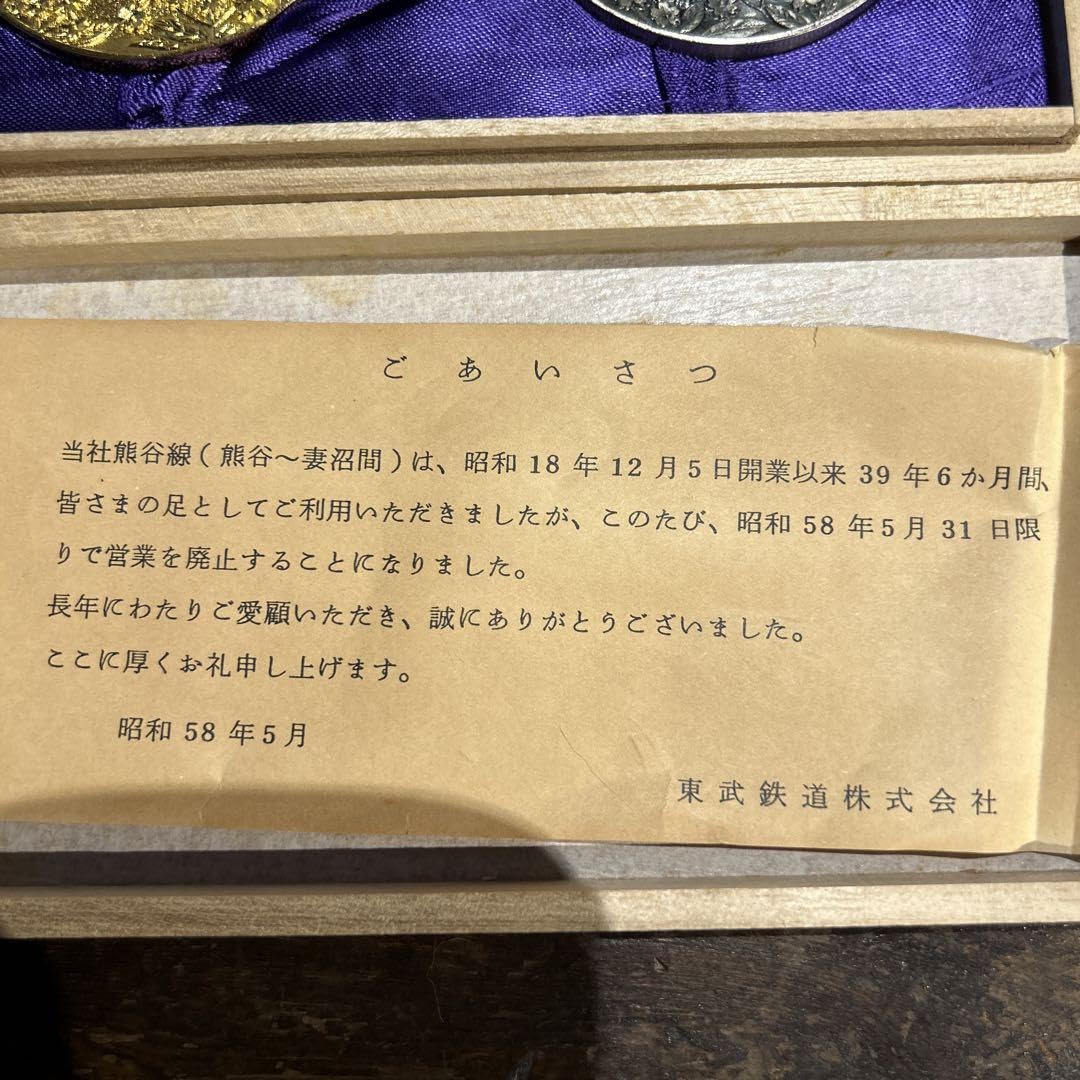 ごあいさつ
当社熊谷線(熊谷～妻沼間)は、昭和18年12月5日開業以来39年6か月間、
皆さまの足としてご利用いただきましたが、このたび、昭和58年5月31日限
りで営業を廃止することになりました。
長年にわたりご愛顧いただき、誠にありがとうございました。
ここに厚くお礼申し上げます。
昭和58年5月
東武鉄道株式会社